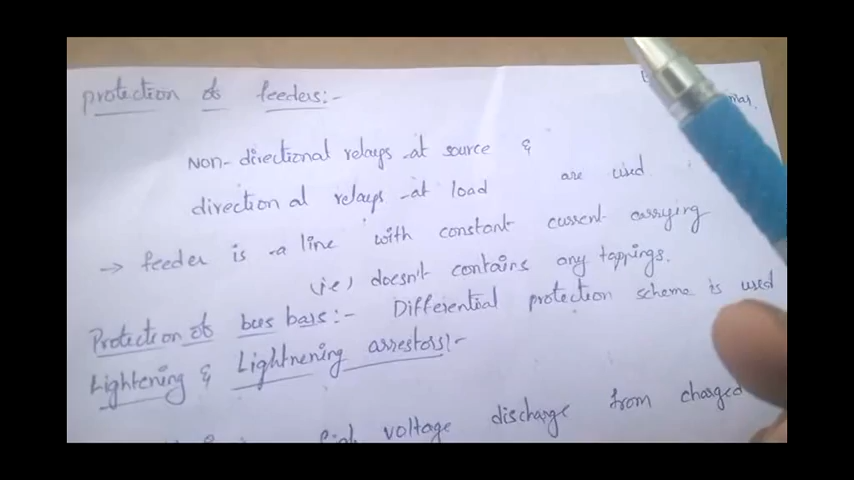 protection of feeders:-
Non-directional relays at source &
directional relays at load are used
→ feeder is a line with constant current carrying
(ie) doesn't contains any tappings.
Protection of bus bars:- Differential protection scheme is used
Lightening & Lightnening arrestors:-
voltage discharge from charged